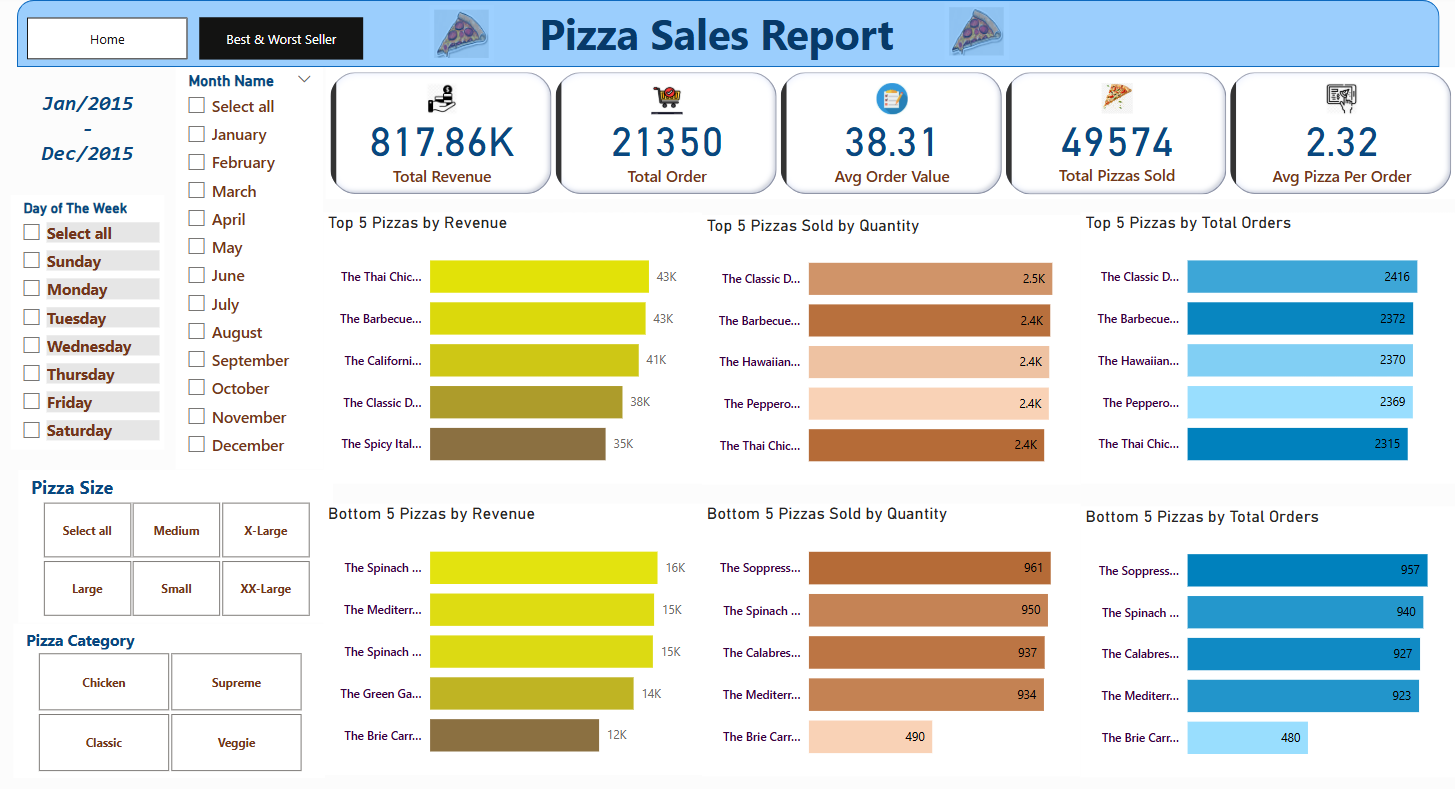 Home
Best & Worst Seller
Pizza Sales Report
Jan/2015
-
Dec/2015
Month Name
Select all
January
February
March
April
May
June
July
August
September
October
November
December
Day of The Week
Select all
Sunday
Monday
Tuesday
Wednesday
Thursday
Friday
Saturday
Pizza Size
Select all
Medium
X-Large
Large
Small
XX-Large
Pizza Category
Chicken
Supreme
Classic
Veggie
817.86K
Total Revenue
21350
Total Order
38.31
Avg Order Value
49574
Total Pizzas Sold
2.32
Avg Pizza Per Order
Top 5 Pizzas by Revenue
The Thai Chic... 43K
The Barbecue... 43K
The Californi... 41K
The Classic D... 38K
The Spicy Ital... 35K
Top 5 Pizzas Sold by Quantity
The Classic D... 2.5K
The Barbecue... 2.4K
The Hawaiian... 2.4K
The Peppero... 2.4K
The Thai Chic... 2.4K
Top 5 Pizzas by Total Orders
The Classic D... 2416
The Barbecue... 2372
The Hawaiian... 2370
The Peppero... 2369
The Thai Chic... 2315
Bottom 5 Pizzas by Revenue
The Spinach ... 16K
The Mediterr... 15K
The Spinach ... 15K
The Green Ga... 14K
The Brie Carr... 12K
Bottom 5 Pizzas Sold by Quantity
The Soppress... 961
The Spinach ... 950
The Calabres... 937
The Mediterr... 934
The Brie Carr... 490
Bottom 5 Pizzas by Total Orders
The Soppress... 957
The Spinach ... 940
The Calabres... 927
The Mediterr... 923
The Brie Carr... 480